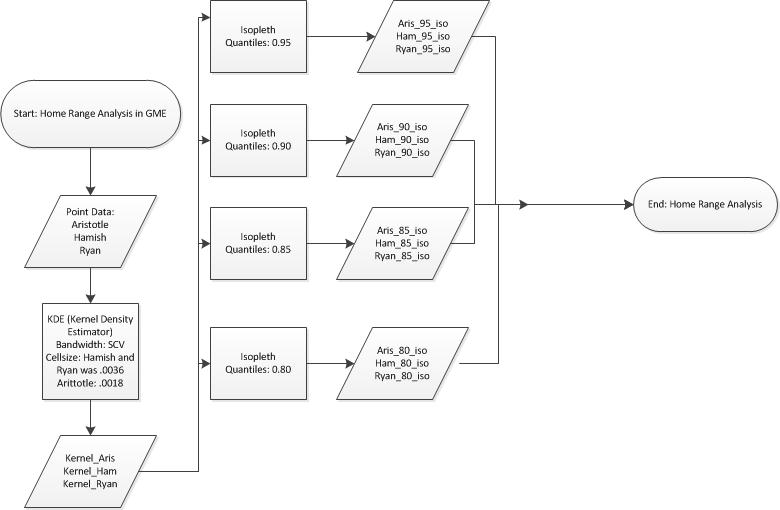 Start: Home Range Analysis in GME
Point Data:
Aristotle
Hamish
Ryan
KDE (Kernel Density
Estimator)
Bandwidth: SCV
Cellsize: Hamish and
Ryan was .0036
Arittotle: .0018
Kernel_Aris
Kernel_Ham
Kernel_Ryan
Isopleth
Quantiles: 0.95
Aris_95_iso
Ham_95_iso
Ryan_95_iso
Isopleth
Quantiles: 0.90
Aris_90_iso
Ham_90_iso
Ryan_90_iso
Isopleth
Quantiles: 0.85
Aris_85_iso
Ham_85_iso
Ryan_85_iso
Isopleth
Quantiles: 0.80
Aris_80_iso
Ham_80_iso
Ryan_80_iso
End: Home Range Analysis